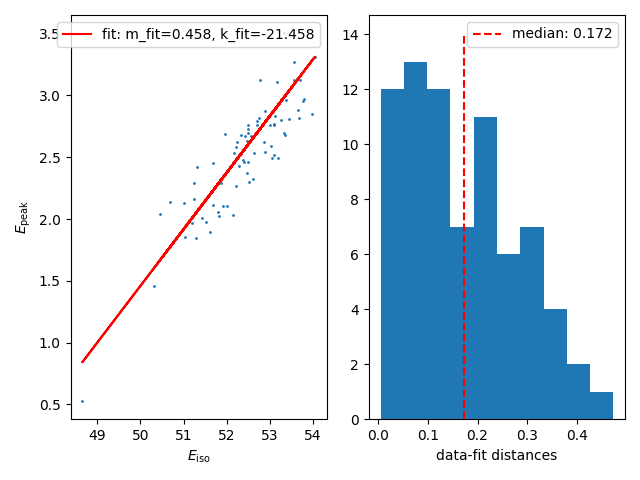 fit: m_fit=0.458, k_fit=-21.458
3.5
3.0
2.5
2.0
1.5
1.0
0.5
E_peak
49 50 51 52 53 54
E_iso
median: 0.172
14
12
10
8
6
4
2
0
0.0 0.1 0.2 0.3 0.4
data-fit distances